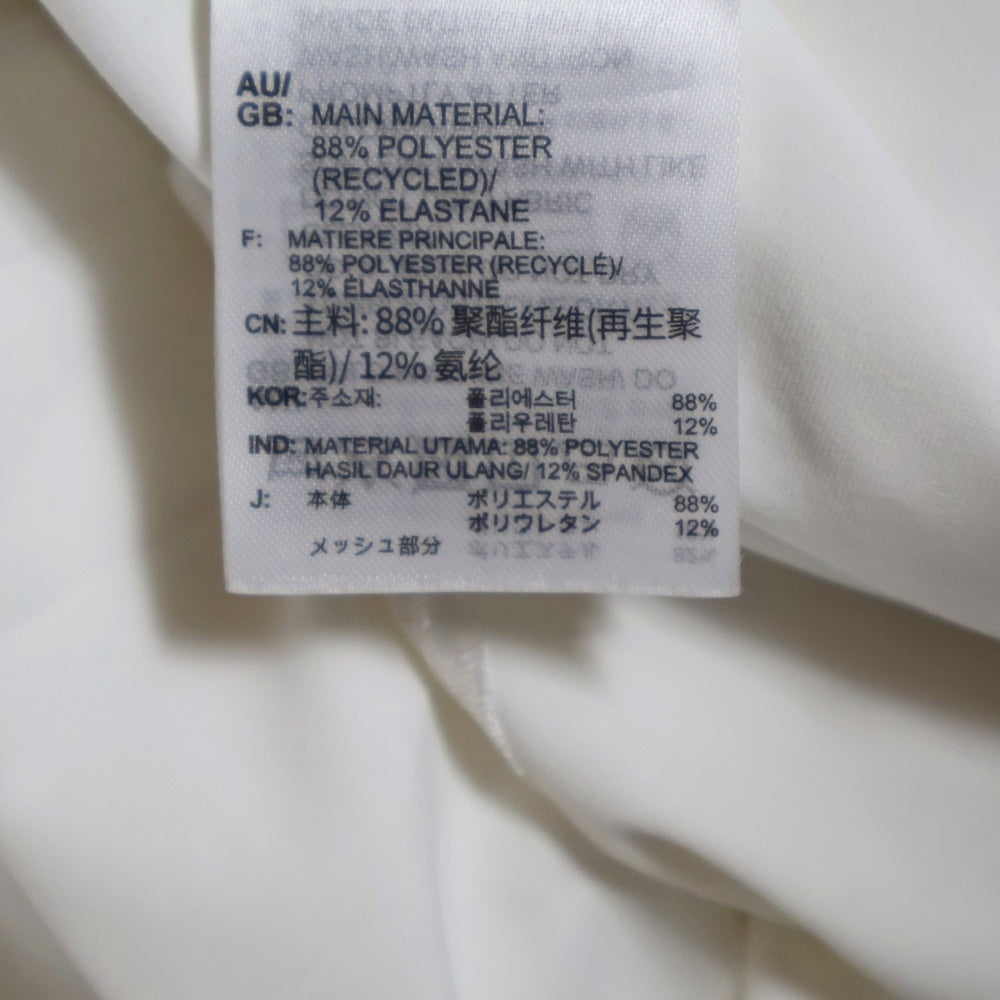 AU/
GB: MAIN MATERIAL:
88% POLYESTER
(RECYCLED)/
12% ELASTANE
F: MATIERE PRINCIPALE:
88% POLYESTER (RECYCLÉ)/
12% ÉLASTHANNE
CN: 主料: 88% 聚酯纤维(再生聚
酯)/ 12% 氨纶
KOR: 주소재: 폴리에스터 88%
폴리우레탄 12%
IND: MATERIAL UTAMA: 88% POLYESTER
HASIL DAUR ULANG/ 12% SPANDEX
J: 本体 ポリエステル 88%
ポリウレタン 12%
メッシュ部分